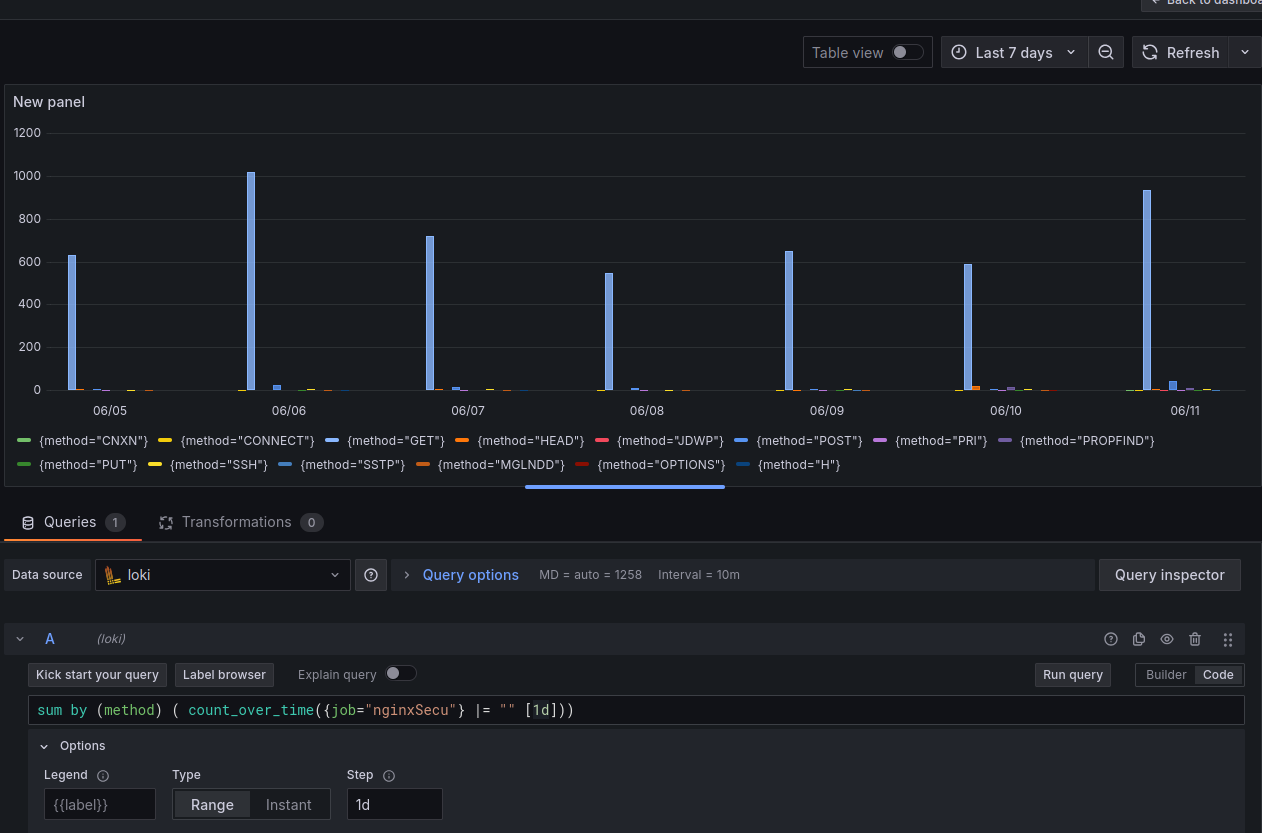 Back to dashboa
Table view Last 7 days Refresh
New panel
1200
1000
800
600
400
200
0
06/05 06/06 06/07 06/08 06/09 06/10 06/11
{method="CNXN"} {method="CONNECT"} {method="GET"} {method="HEAD"} {method="JDWP"} {method="POST"} {method="PRI"} {method="PROPFIND"}
{method="PUT"} {method="SSH"} {method="SSTP"} {method="MGLNDD"} {method="OPTIONS"} {method="H"}
Queries 1 Transformations 0
Data source loki Query options MD = auto = 1258 Interval = 10m Query inspector
A (loki)
Kick start your query Label browser Explain query Run query Builder Code
sum by (method) ( count_over_time({job="nginxSecu"} |= "" [1d]))
Options
Legend Type Step
{{label}} Range Instant 1d